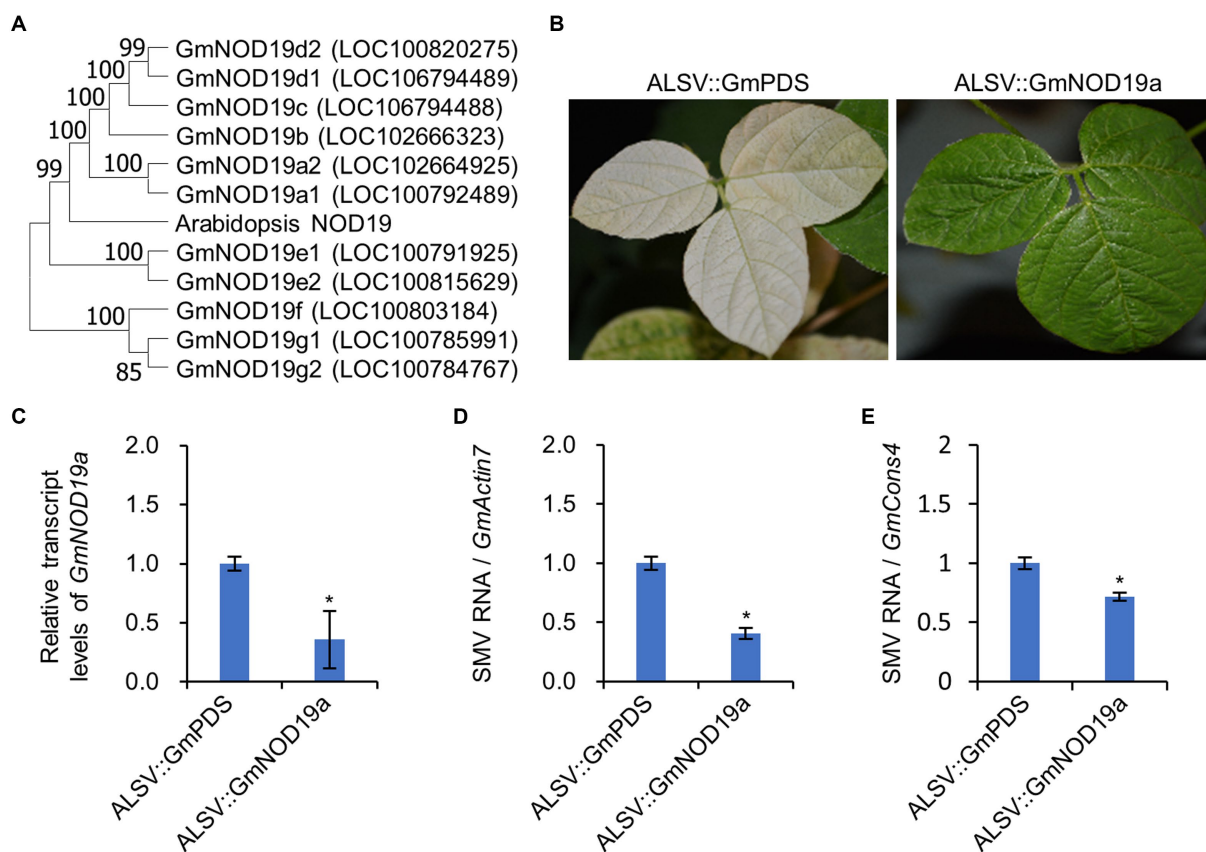 A
99 GmNOD19d2 (LOC100820275)
100 GmNOD19d1 (LOC106794489)
100 GmNOD19c (LOC106794488)
100 GmNOD19b (LOC102666323)
99 100 GmNOD19a2 (LOC102664925)
GmNOD19a1 (LOC100792489)
Arabidopsis NOD19
100 GmNOD19e1 (LOC100791925)
GmNOD19e2 (LOC100815629)
100 GmNOD19f (LOC100803184)
GmNOD19g1 (LOC100785991)
85 GmNOD19g2 (LOC100784767)
B
ALSV::GmPDS
ALSV::GmNOD19a
C
Relative transcript
levels of GmNOD19a
2.0
1.5
1.0
0.5
0.0
*
ALSV::GmPDS
ALSV::GmNOD19a
D
SMV RNA / GmActin7
2.0
1.5
1.0
0.5
0.0
*
ALSV::GmPDS
ALSV::GmNOD19a
E
SMV RNA / GmCons4
2
1.5
1
0.5
0
*
ALSV::GmPDS
ALSV::GmNOD19a